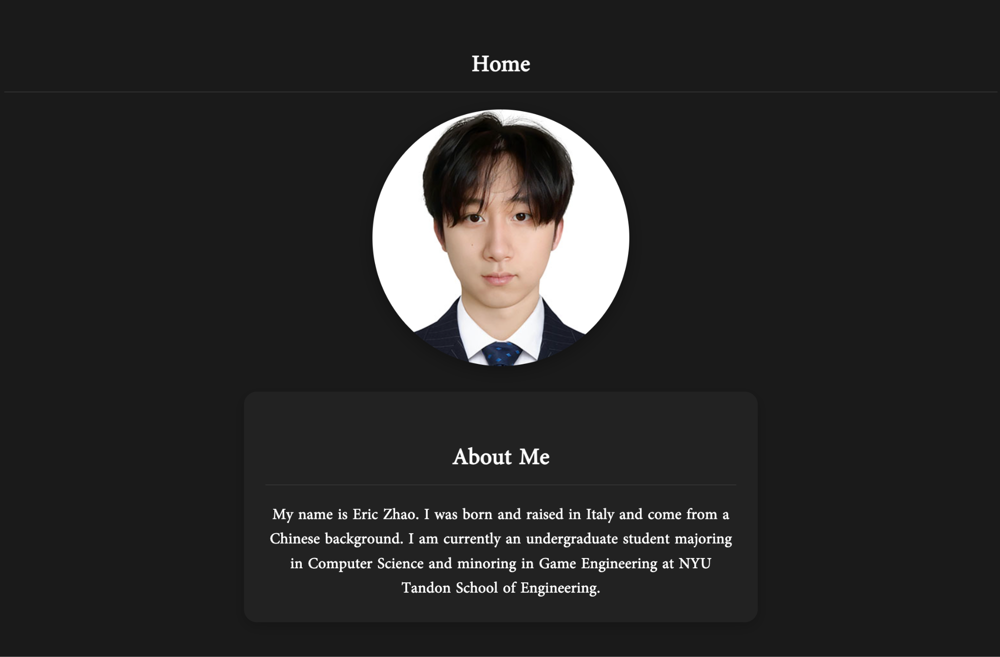 Home
About Me
My name is Eric Zhao. I was born and raised in Italy and come from a
Chinese background. I am currently an undergraduate student majoring
in Computer Science and minoring in Game Engineering at NYU
Tandon School of Engineering.